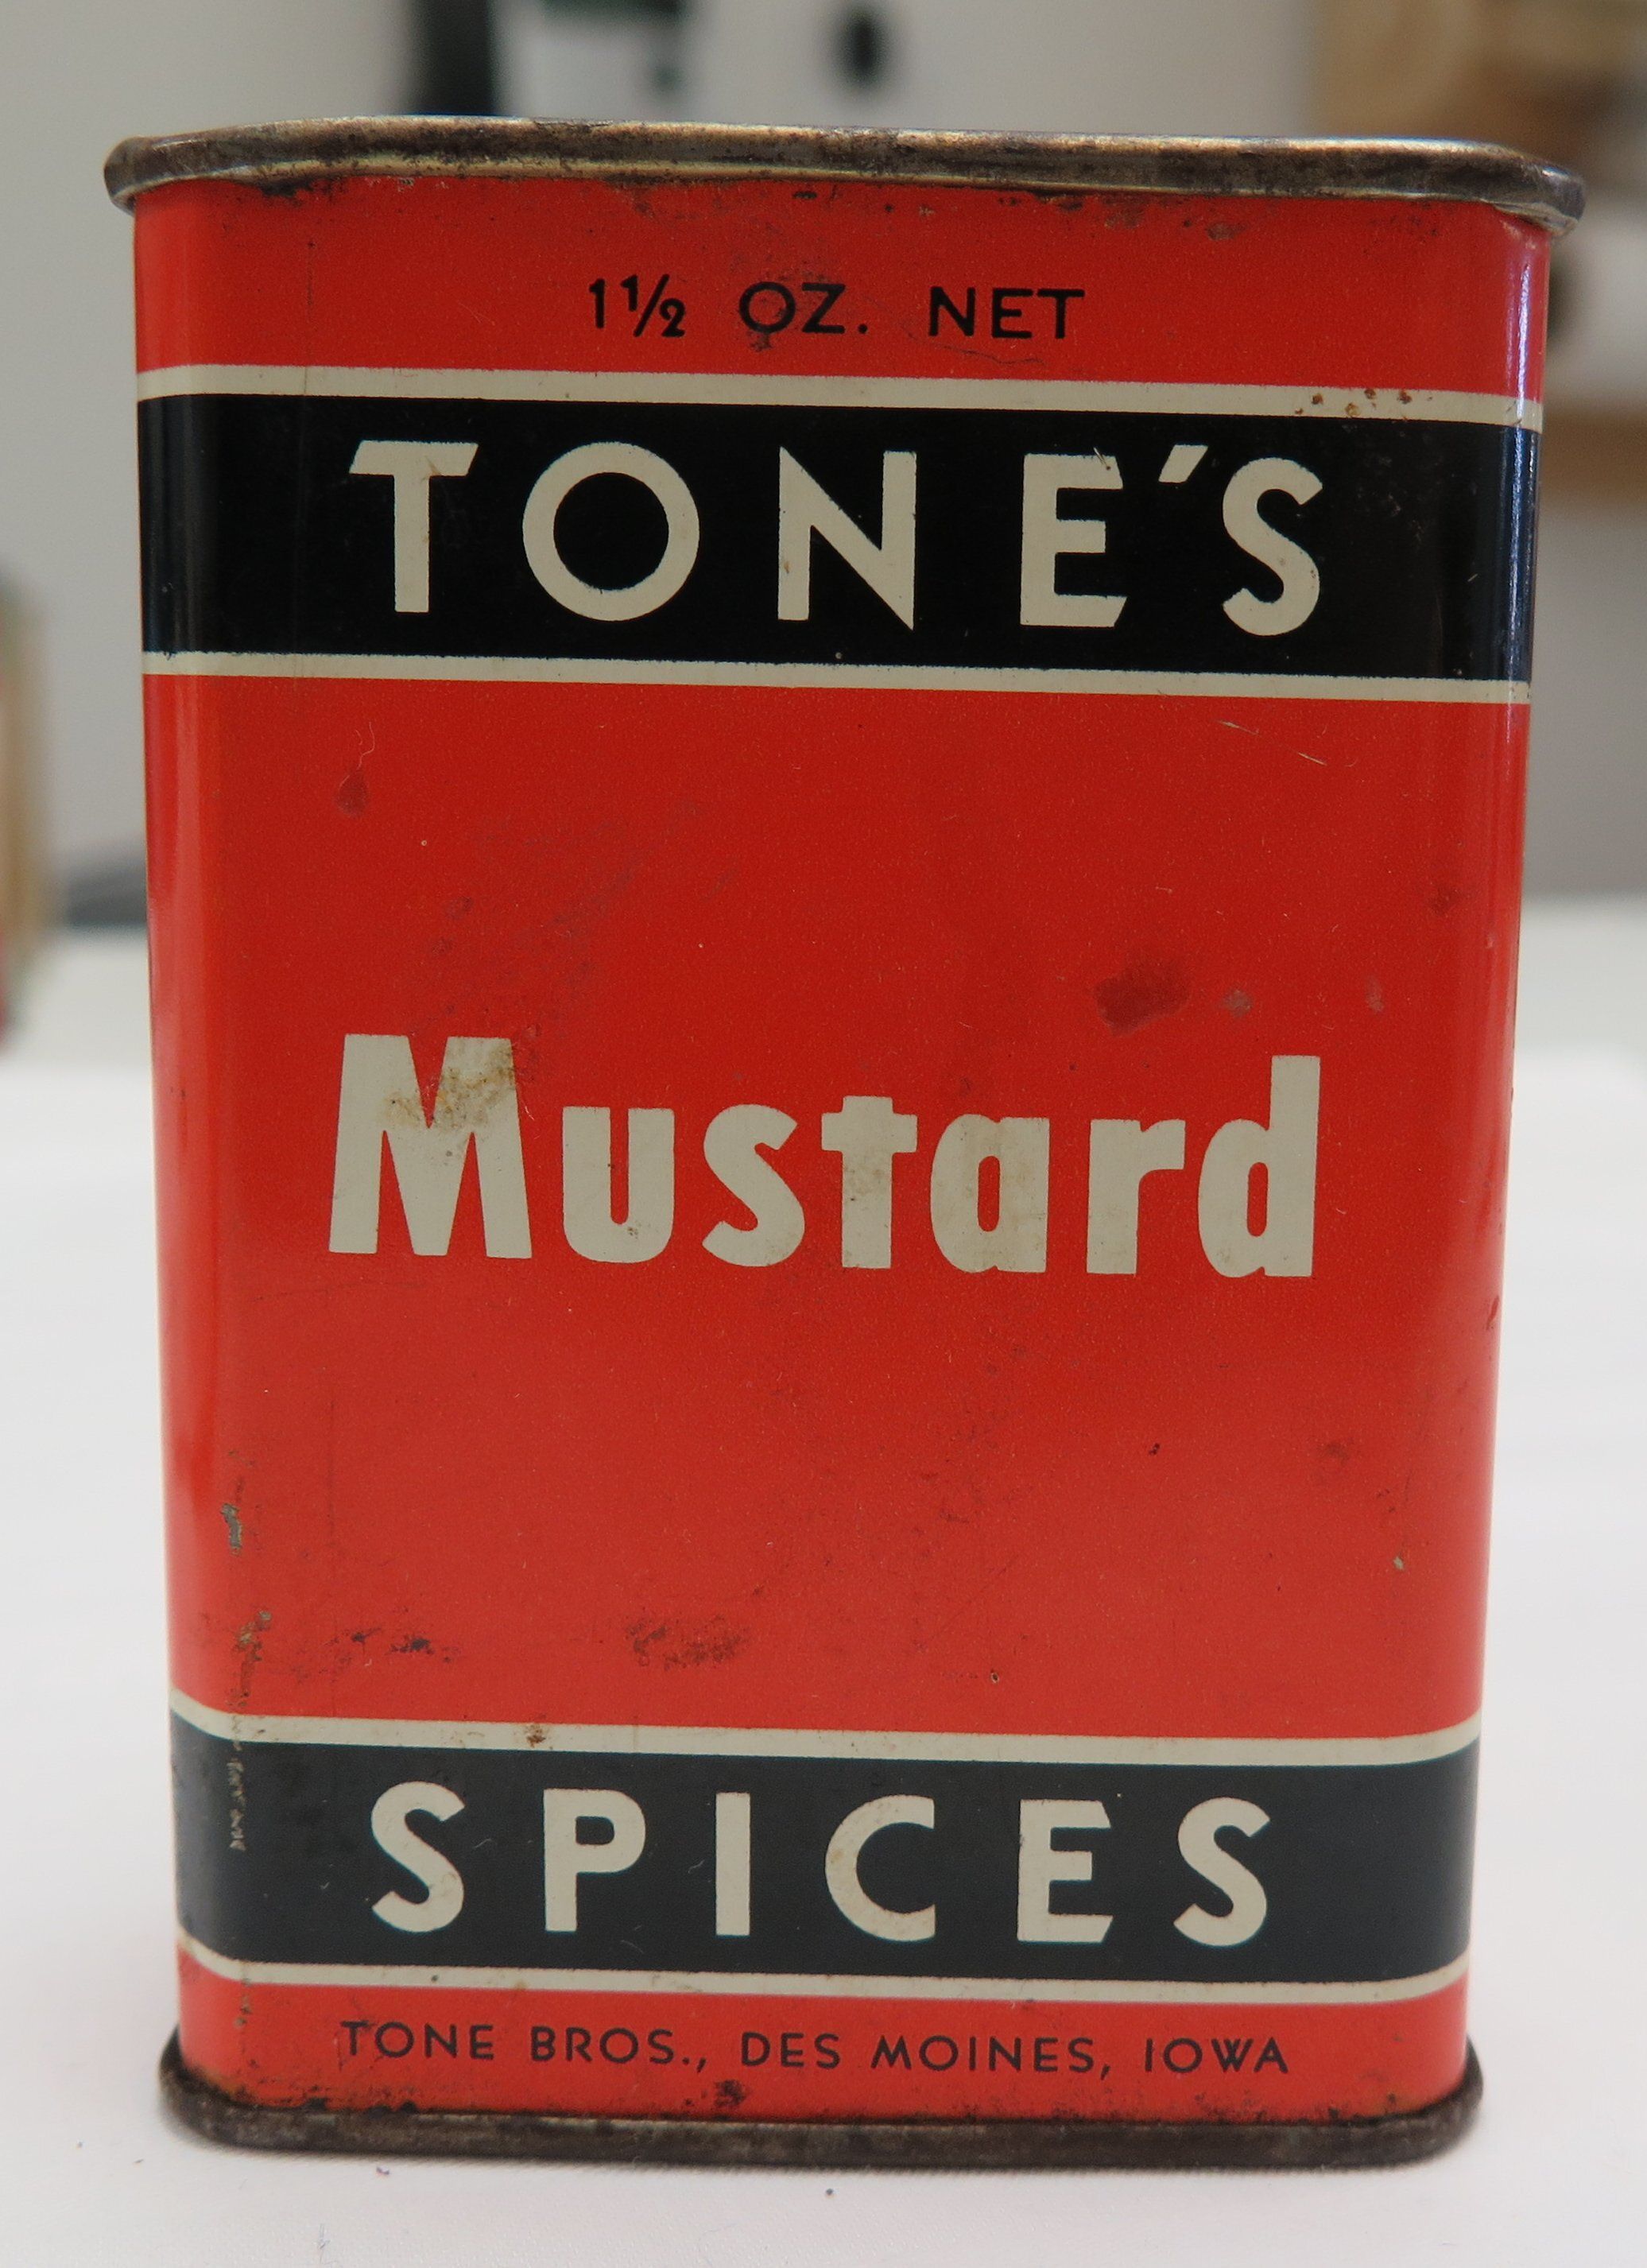 1½ OZ. NET
TONE'S
Mustard
SPICES
TONE BROS., DES MOINES, IOWA